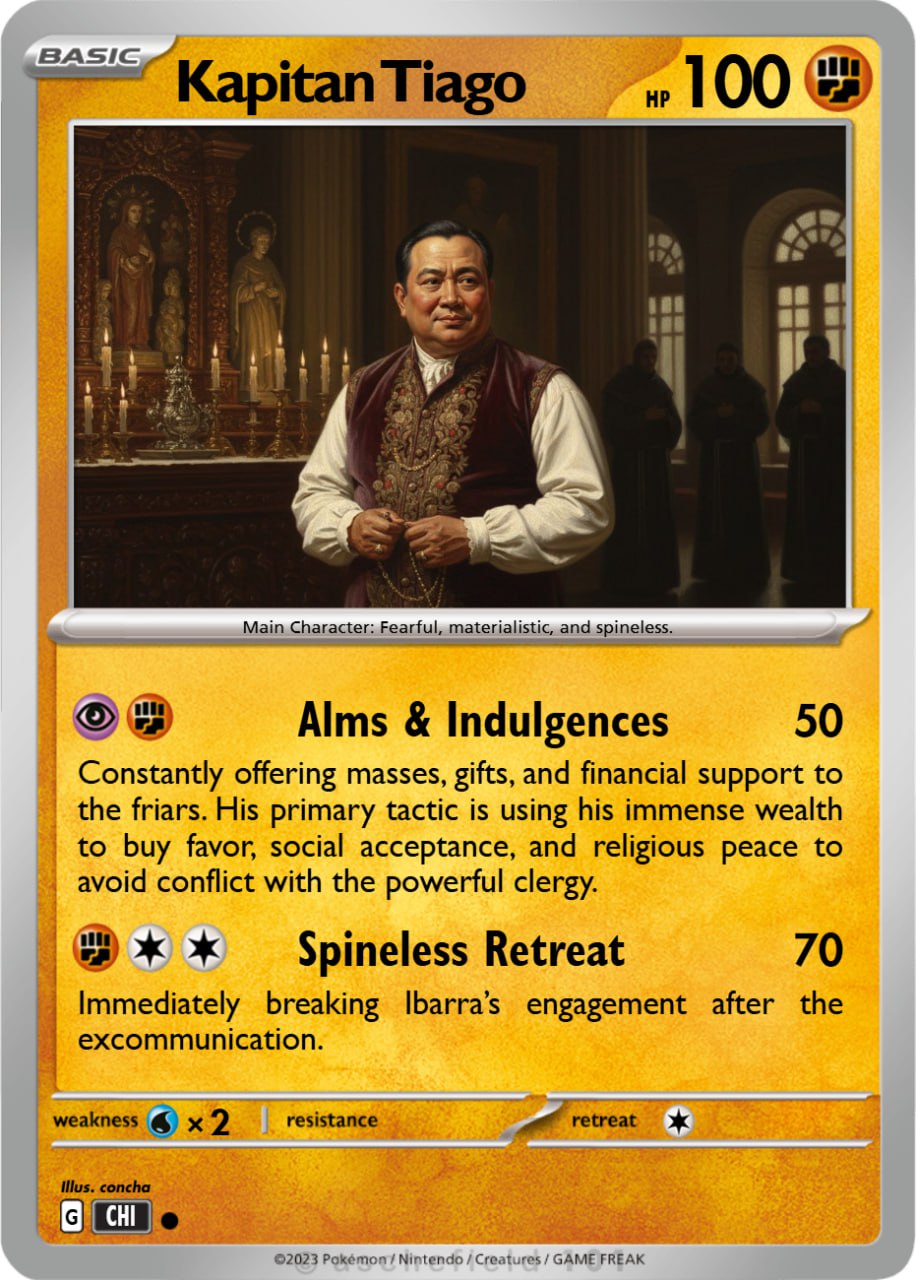 BASIC
Kapitan Tiago
HP 100
Main Character: Fearful, materialistic, and spineless.
Alms & Indulgences 50
Constantly offering masses, gifts, and financial support to
the friars. His primary tactic is using his immense wealth
to buy favor, social acceptance, and religious peace to
avoid conflict with the powerful clergy.
Spineless Retreat 70
Immediately breaking Ibarra's engagement after the
excommunication.
weakness × 2 resistance retreat
Illus. concha
G CHI
©2023 Pokémon / Nintendo / Creatures / GAME FREAK